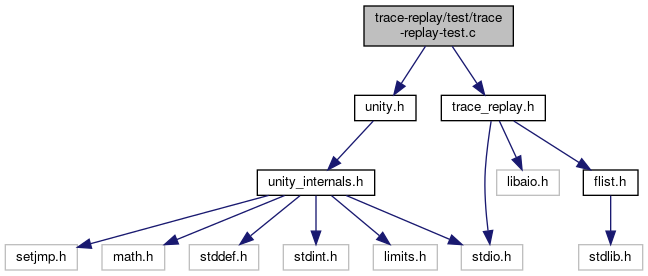 trace-replay/test/trace
-replay-test.c
unity.h
trace_replay.h
unity_internals.h
libaio.h
flist.h
setjmp.h
math.h
stddef.h
stdint.h
limits.h
stdio.h
stdlib.h